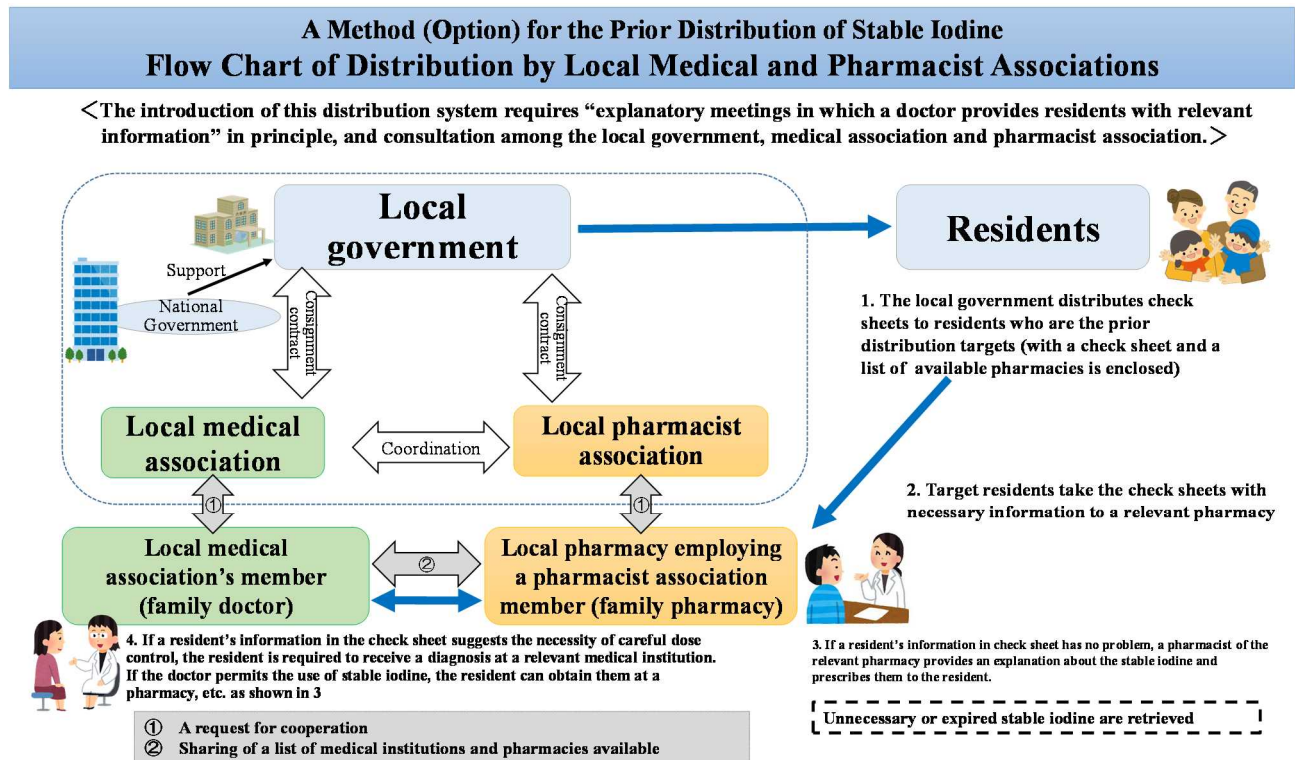 A Method (Option) for the Prior Distribution of Stable Iodine
Flow Chart of Distribution by Local Medical and Pharmacist Associations
<The introduction of this distribution system requires “explanatory meetings in which a doctor provides residents with relevant
information” in principle, and consultation among the local government, medical association and pharmacist association.>
Local
government
Residents
Support
National
Government
Consignment
contract
Consignment
contract
1. The local government distributes check
sheets to residents who are the prior
distribution targets (with a check sheet and a
list of available pharmacies is enclosed)
Local medical
association
Coordination
Local pharmacist
association
①
①
2. Target residents take the check sheets with
necessary information to a relevant pharmacy
Local medical
association’s member
(family doctor)
②
Local pharmacy employing
a pharmacist association
member (family pharmacy)
4. If a resident’s information in the check sheet suggests the necessity of careful dose
control, the resident is required to receive a diagnosis at a relevant medical institution.
If the doctor permits the use of stable iodine, the resident can obtain them at a
pharmacy, etc. as shown in 3
3. If a resident’s information in check sheet has no problem, a pharmacist of the
relevant pharmacy provides an explanation about the stable iodine and
prescribes them to the resident.
Unnecessary or expired stable iodine are retrieved
① A request for cooperation
② Sharing of a list of medical institutions and pharmacies available